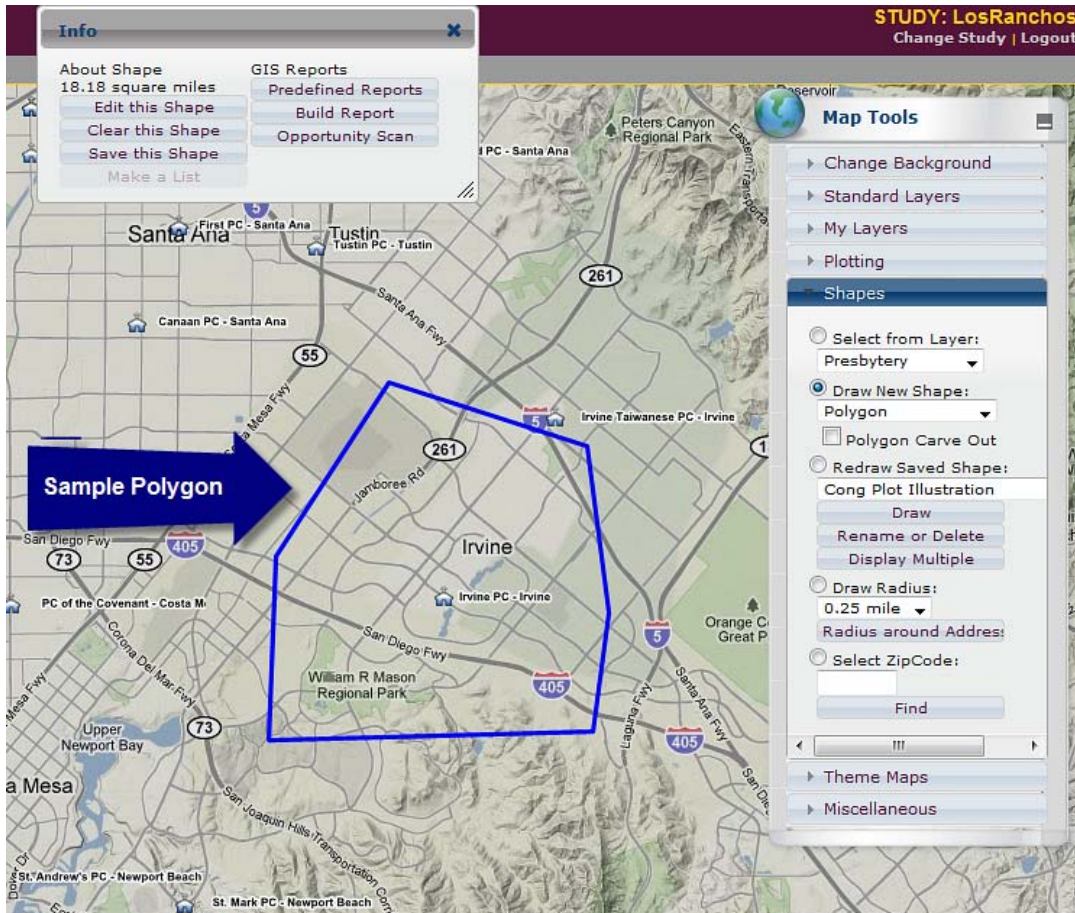 STUDY: LosRanchos
Change Study | Logout
Info
About Shape
18.18 square miles
Edit this Shape
Clear this Shape
Save this Shape
Make a List
GIS Reports
Predefined Reports
Build Report
Opportunity Scan
Map Tools
Change Background
Standard Layers
My Layers
Plotting
Shapes
Select from Layer:
Presbytery
Draw New Shape:
Polygon
Polygon Carve Out
Redraw Saved Shape:
Cong Plot Illustration
Draw
Rename or Delete
Display Multiple
Draw Radius:
0.25 mile
Radius around Addres
Select ZipCode:
Find
Theme Maps
Miscellaneous
Peters Canyon
Regional Park
PC - Santa Ana
5
Santa Ana
First PC - Santa Ana
Tustin
Tustin PC - Tustin
261
Santa Ana Fwy
Canaan PC - Santa Ana
55
Mesa Fwy
5
Irvine Taiwanese PC - Irvine
261
Jamboree Rd
Sample Polygon
San Diego Fwy
405
73
55
Irvine
PC of the Covenant - Costa M
Irvine PC - Irvine
Corona Del Mar Fwy
San Diego Fwy
5
Orange C
Great P
William R Mason
Regional Park
405
Santa Ana Fwy
Laguna Fwy
Upper
Newport Bay
73
405
a Mesa
San Joaquin Hills Transportation
St. Andrew's PC - Newport Beach
St. Mark PC - Newport Beach